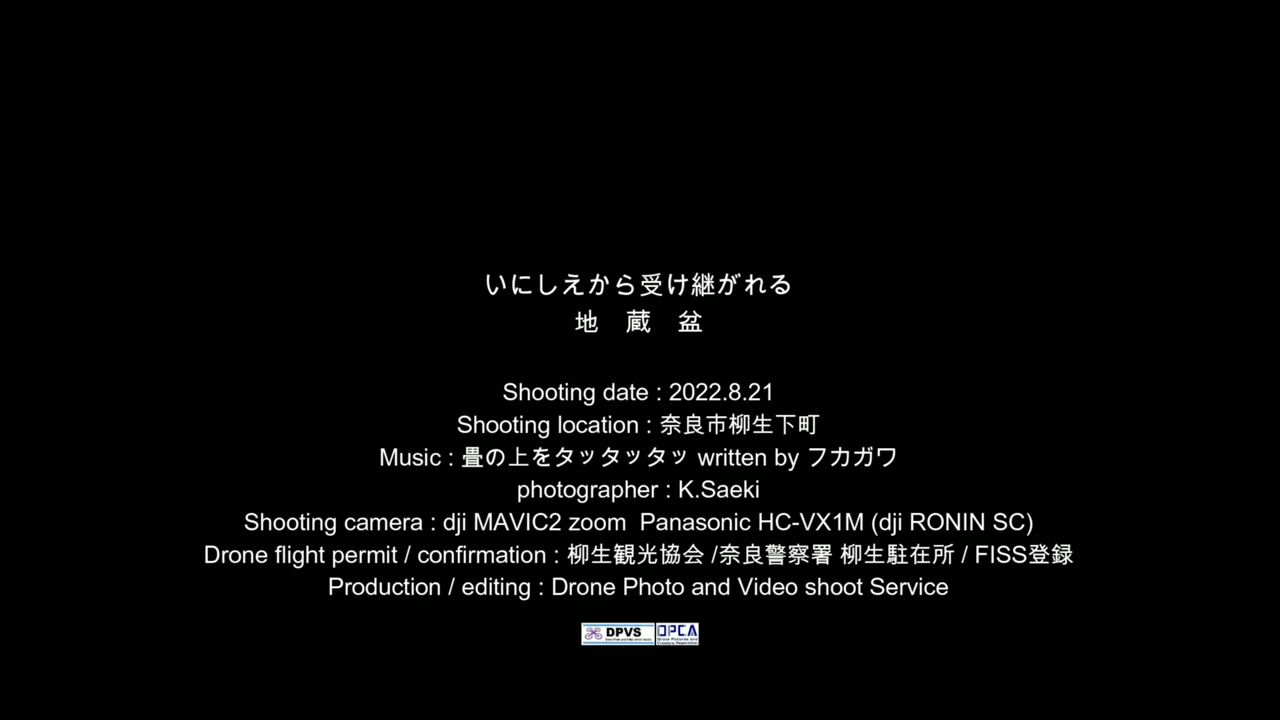 いにしえから受け継がれる
地　蔵　盆
Shooting date : 2022.8.21
Shooting location : 奈良市柳生下町
Music : 畳の上をタッタッタッ written by フカガワ
photographer : K.Saeki
Shooting camera : dji MAVIC2 zoom  Panasonic HC-VX1M (dji RONIN SC)
Drone flight permit / confirmation : 柳生観光協会 /奈良警察署 柳生駐在所 / FISS登録
Production / editing : Drone Photo and Video shoot Service
DPVS
DPCA
Drone Pictures and
Creators Association